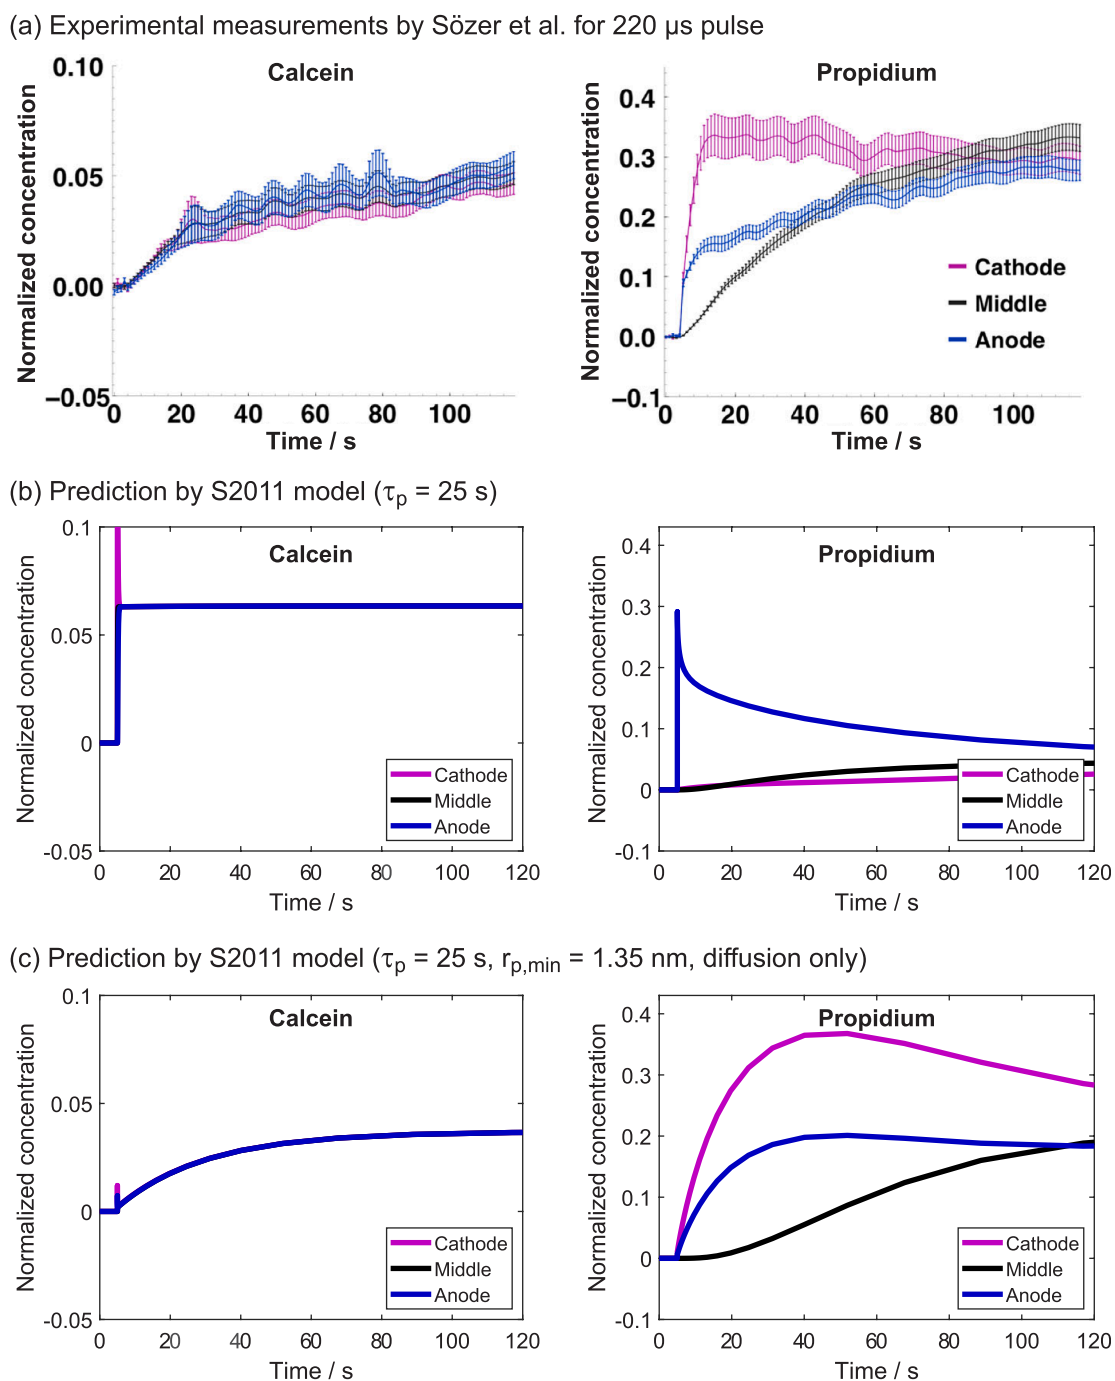 (a) Experimental measurements by Sözer et al. for 220 µs pulse
Calcein
Normalized concentration
0.10
0.05
0.00
−0.05
0 20 40 60 80 100
Time / s
Propidium
Normalized concentration
0.4
0.3
0.2
0.1
0.0
−0.1
Cathode
Middle
Anode
0 20 40 60 80 100
Time / s
(b) Prediction by S2011 model (τp = 25 s)
Calcein
Normalized concentration
0.1
0.05
0
-0.05
Cathode
Middle
Anode
0 20 40 60 80 100 120
Time / s
Propidium
Normalized concentration
0.4
0.3
0.2
0.1
0
-0.1
Cathode
Middle
Anode
0 20 40 60 80 100 120
Time / s
(c) Prediction by S2011 model (τp = 25 s, rp,min = 1.35 nm, diffusion only)
Calcein
Normalized concentration
0.1
0.05
0
-0.05
Cathode
Middle
Anode
0 20 40 60 80 100 120
Time / s
Propidium
Normalized concentration
0.4
0.3
0.2
0.1
0
-0.1
Cathode
Middle
Anode
0 20 40 60 80 100 120
Time / s